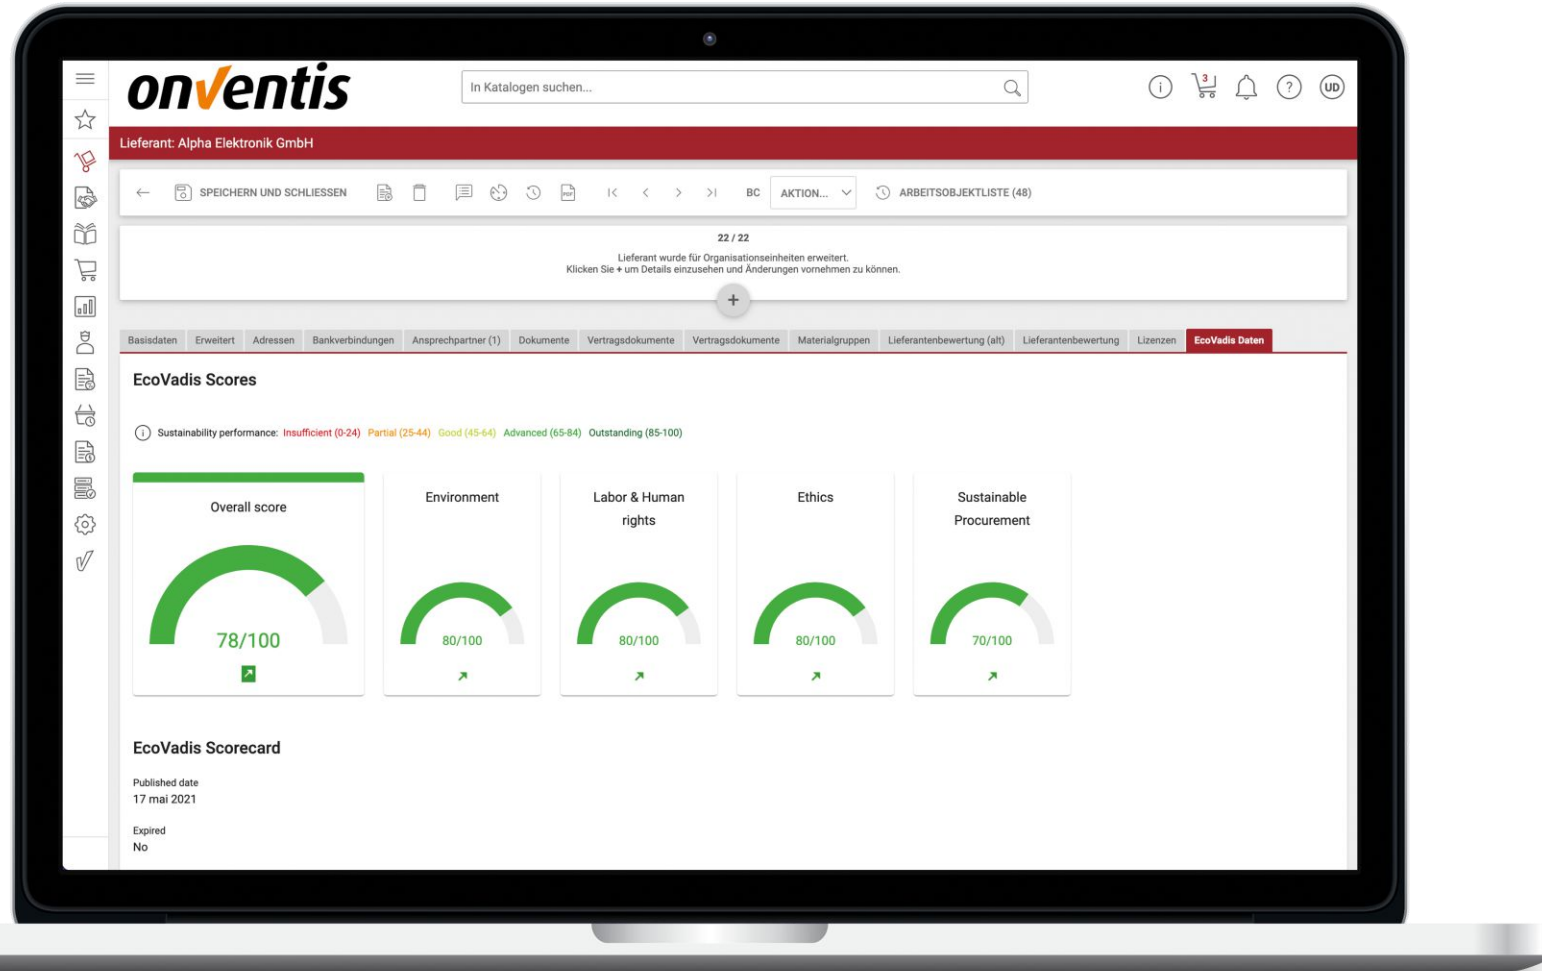 onventis
In Katalogen suchen...
3
UD
Lieferant: Alpha Elektronik GmbH
SPEICHERN UND SCHLIESSEN
PDF
BC
AKTION...
ARBEITSOBJEKTLISTE (48)
22 / 22
Lieferant wurde für Organisationseinheiten erweitert.
Klicken Sie + um Details einzusehen und Änderungen vornehmen zu können.
+
Basisdaten Erweitert Adressen Bankverbindungen Ansprechpartner (1) Dokumente Vertragsdokumente Vertragsdokumente Materialgruppen Lieferantenbewertung (alt) Lieferantenbewertung Lizenzen EcoVadis Daten
EcoVadis Scores
Sustainability performance: Insufficient (0-24) Partial (25-44) Good (45-64) Advanced (65-84) Outstanding (85-100)
Overall score
78/100
Environment
80/100
Labor & Human
rights
80/100
Ethics
80/100
Sustainable
Procurement
70/100
EcoVadis Scorecard
Published date
17 mai 2021
Expired
No